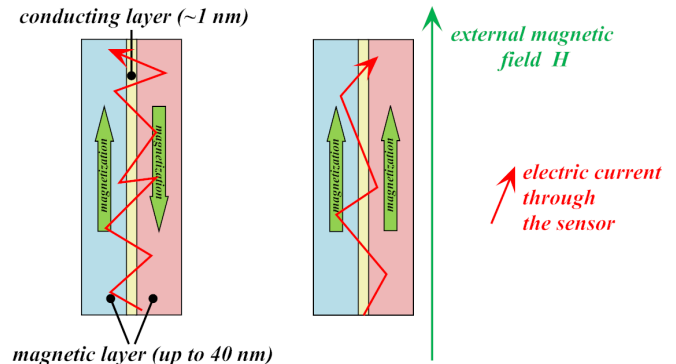 conducting layer (~1 nm)
external magnetic
field H
magnetization
magnetization
magnetization
magnetization
electric current
through
the sensor
magnetic layer (up to 40 nm)